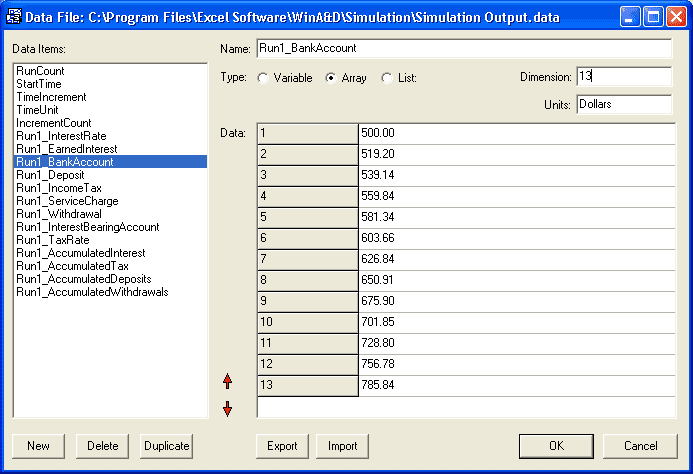 Data File: C:\Program Files\Excel Software\WinA&D\Simulation\Simulation Output.data
Data Items:
RunCount
StartTime
TimeIncrement
TimeUnit
IncrementCount
Run1_InterestRate
Run1_EarnedInterest
Run1_BankAccount
Run1_Deposit
Run1_IncomeTax
Run1_ServiceCharge
Run1_Withdrawal
Run1_InterestBearingAccount
Run1_TaxRate
Run1_AccumulatedInterest
Run1_AccumulatedTax
Run1_AccumulatedDeposits
Run1_AccumulatedWithdrawals
Name: Run1_BankAccount
Type: Variable Array List: Dimension: 13
Units: Dollars
Data: 1 500.00
2 519.20
3 539.14
4 559.84
5 581.34
6 603.66
7 626.84
8 650.91
9 675.90
10 701.85
11 728.80
12 756.78
13 785.84
New Delete Duplicate Export Import OK Cancel